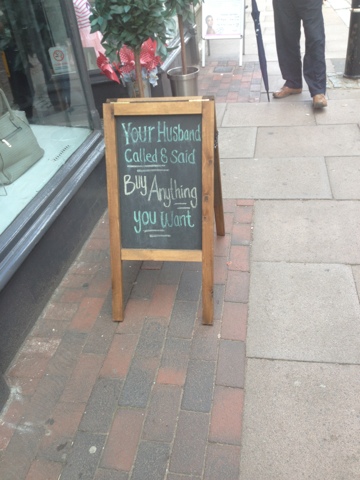 Your Husband
Called & Said
Buy Anything
you Want